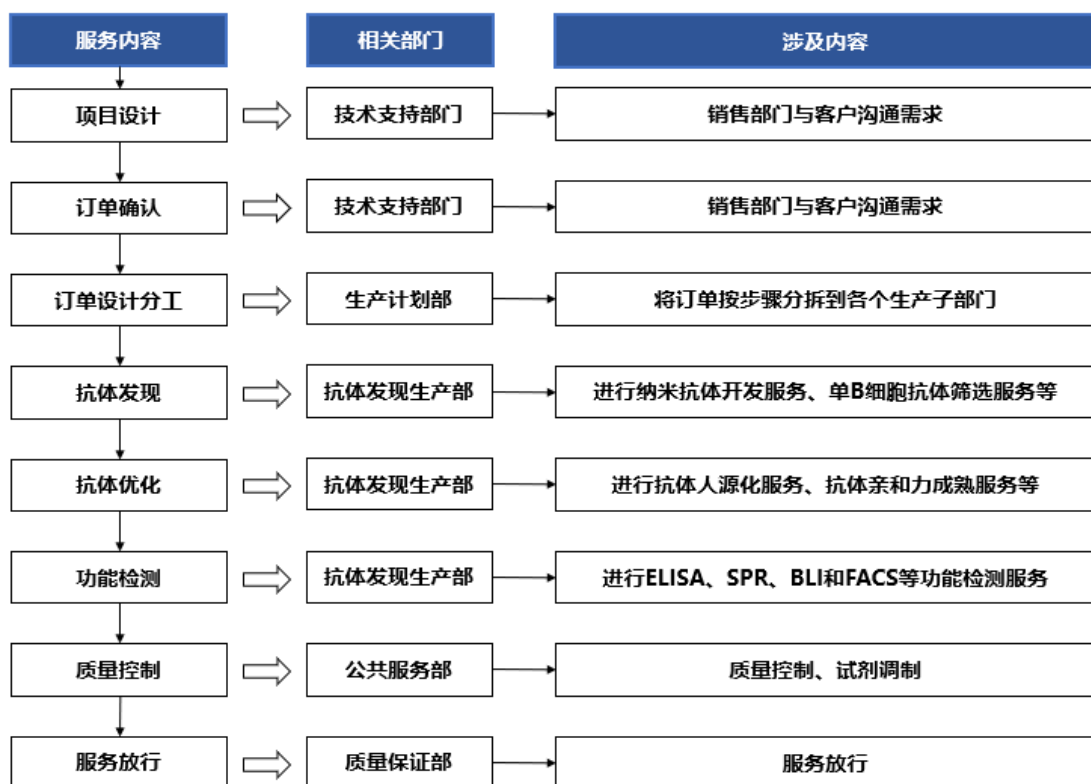 服务内容
相关部门
涉及内容
项目设计
技术支持部门
销售部门与客户沟通需求
订单确认
技术支持部门
销售部门与客户沟通需求
订单设计分工
生产计划部
将订单按步骤分拆到各个生产子部门
抗体发现
抗体发现生产部
进行纳米抗体开发服务、单B细胞抗体筛选服务等
抗体优化
抗体发现生产部
进行抗体人源化服务、抗体亲和力成熟服务等
功能检测
抗体发现生产部
进行ELISA、SPR、BLI和FACS等功能检测服务
质量控制
公共服务部
质量控制、试剂调制
服务放行
质量保证部
服务放行